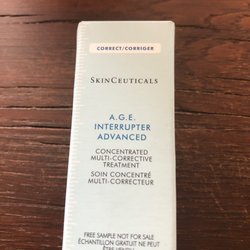 CORRECT/CORRIGER
SKINCEUTICALS
A.G.E.
INTERRUPTER
ADVANCED
CONCENTRATED
MULTI-CORRECTIVE
TREATMENT
SOIN CONCENTRÉ
MULTI-CORRECTEUR
FREE SAMPLE NOT FOR SALE
ÉCHANTILLON GRATUIT NE PEUT